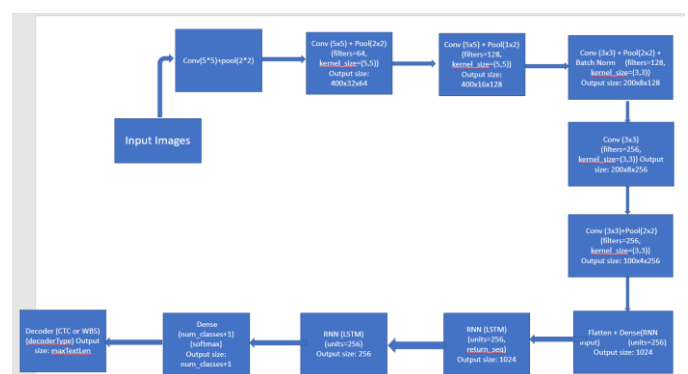 Input Images
Conv(5*5)+pool(2*2)
Conv (5x5) + Pool(2x2)
(filters=64,
kernel_size=(5,5))
Output size:
400x32x64
Conv (5x5) + Pool(1x2)
(filters=128,
kernel_size=(5,5))
Output size:
400x16x128
Conv (3x3) + Pool(2x2) +
Batch Norm (filters=128,
kernel_size=(3,3))
Output size: 200x8x128
Conv (3x3)
(filters=256,
kernel_size=(3,3)) Output
size: 200x8x256
Conv (3x3)+Pool(2x2)
(filters=256,
kernel_size=(3,3))
Output size: 100x4x256
Flatten + Dense(RNN
input) (units=256)
Output size: 1024
RNN (LSTM)
(units=256,
return_seq)
Output size: 1024
RNN (LSTM)
(units=256)
Output size: 256
Dense
(num_classes+1)
(softmax)
Output size:
num_classes+1
Decoder (CTC or WBS)
(decoderType) Output
size: maxTextLen